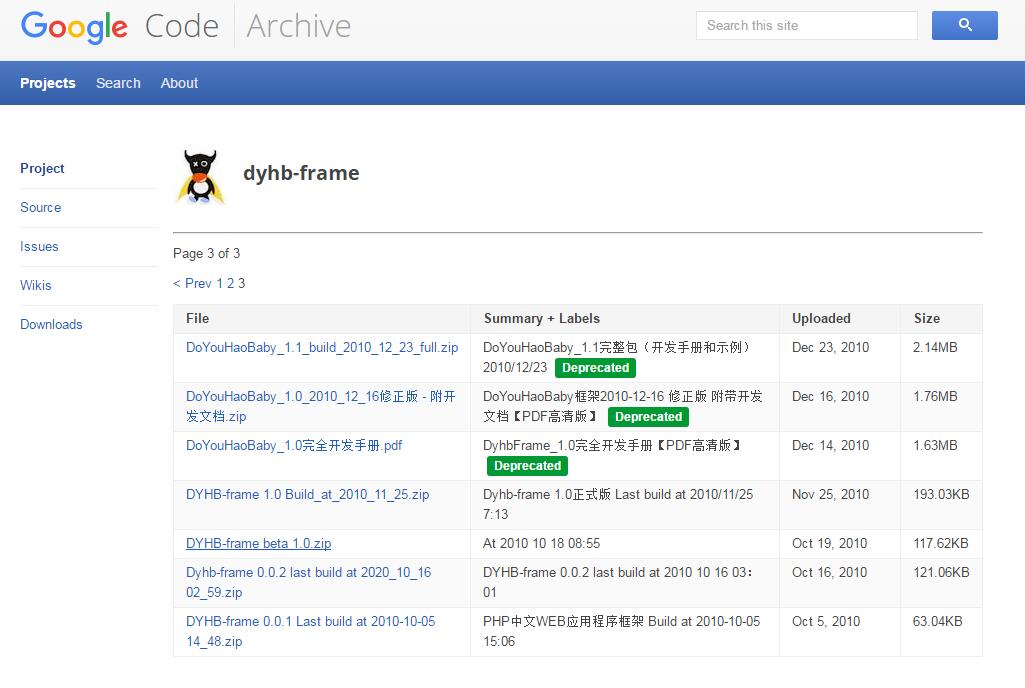 Google Code Archive
Search this site
Projects Search About
Project
Source
Issues
Wikis
Downloads
dyhb-frame
Page 3 of 3
< Prev 1 2 3
File Summary + Labels Uploaded Size
DoYouHaoBaby_1.1_build_2010_12_23_full.zip DoYouHaoBaby_1.1完整包（开发手册和示例） Dec 23, 2010 2.14MB
2010/12/23 Deprecated
DoYouHaoBaby_1.0_2010_12_16修正版 - 附开 DoYouHaoBaby框架2010-12-16 修正版 附带开发 Dec 16, 2010 1.76MB
发文档.zip 文档【PDF高清版】 Deprecated
DoYouHaoBaby_1.0完全开发手册.pdf DyhbFrame_1.0完全开发手册【PDF高清版】 Dec 14, 2010 1.63MB
Deprecated
DYHB-frame 1.0 Build_at_2010_11_25.zip Dyhb-frame 1.0正式版 Last build at 2010/11/25 Nov 25, 2010 193.03KB
7:13
DYHB-frame beta 1.0.zip At 2010 10 18 08:55 Oct 19, 2010 117.62KB
Dyhb-frame 0.0.2 last build at 2020_10_16 DYHB-frame 0.0.2 last build at 2010 10 16 03： Oct 16, 2010 121.06KB
02_59.zip 01
DYHB-frame 0.0.1 Last build at 2010-10-05 PHP中文WEB应用程序框架 Build at 2010-10-05 Oct 5, 2010 63.04KB
14_48.zip 15:06